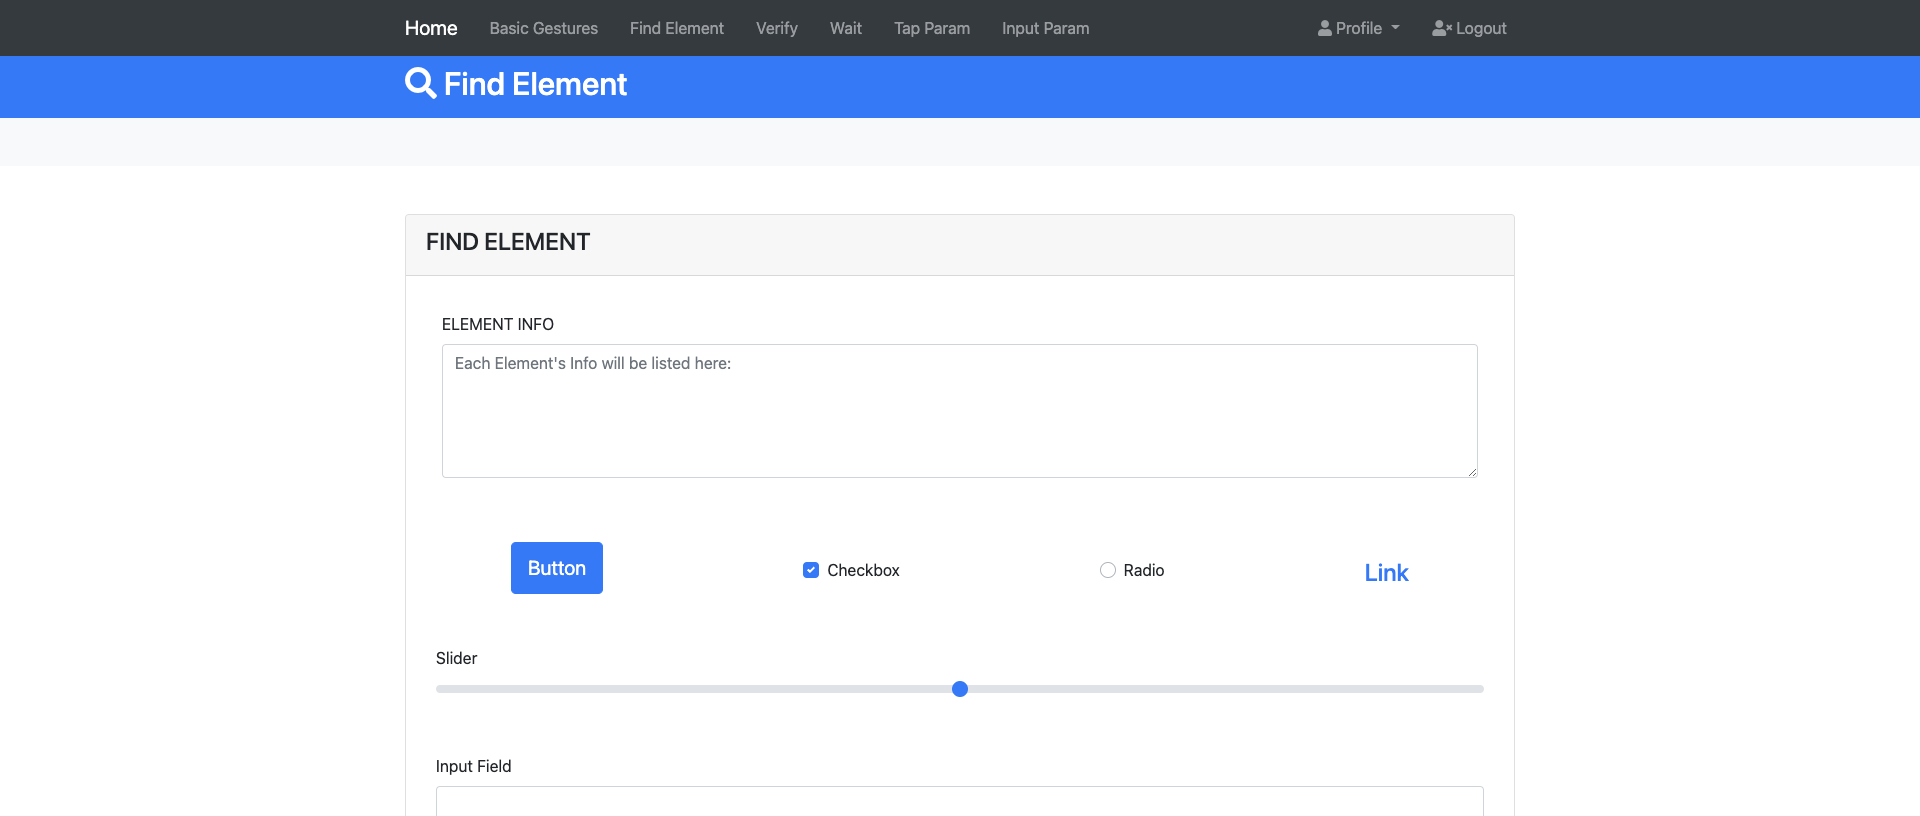 Home Basic Gestures Find Element Verify Wait Tap Param Input Param Profile Logout
Find Element
FIND ELEMENT
ELEMENT INFO
Each Element's Info will be listed here:
Button Checkbox Radio Link
Slider
Input Field